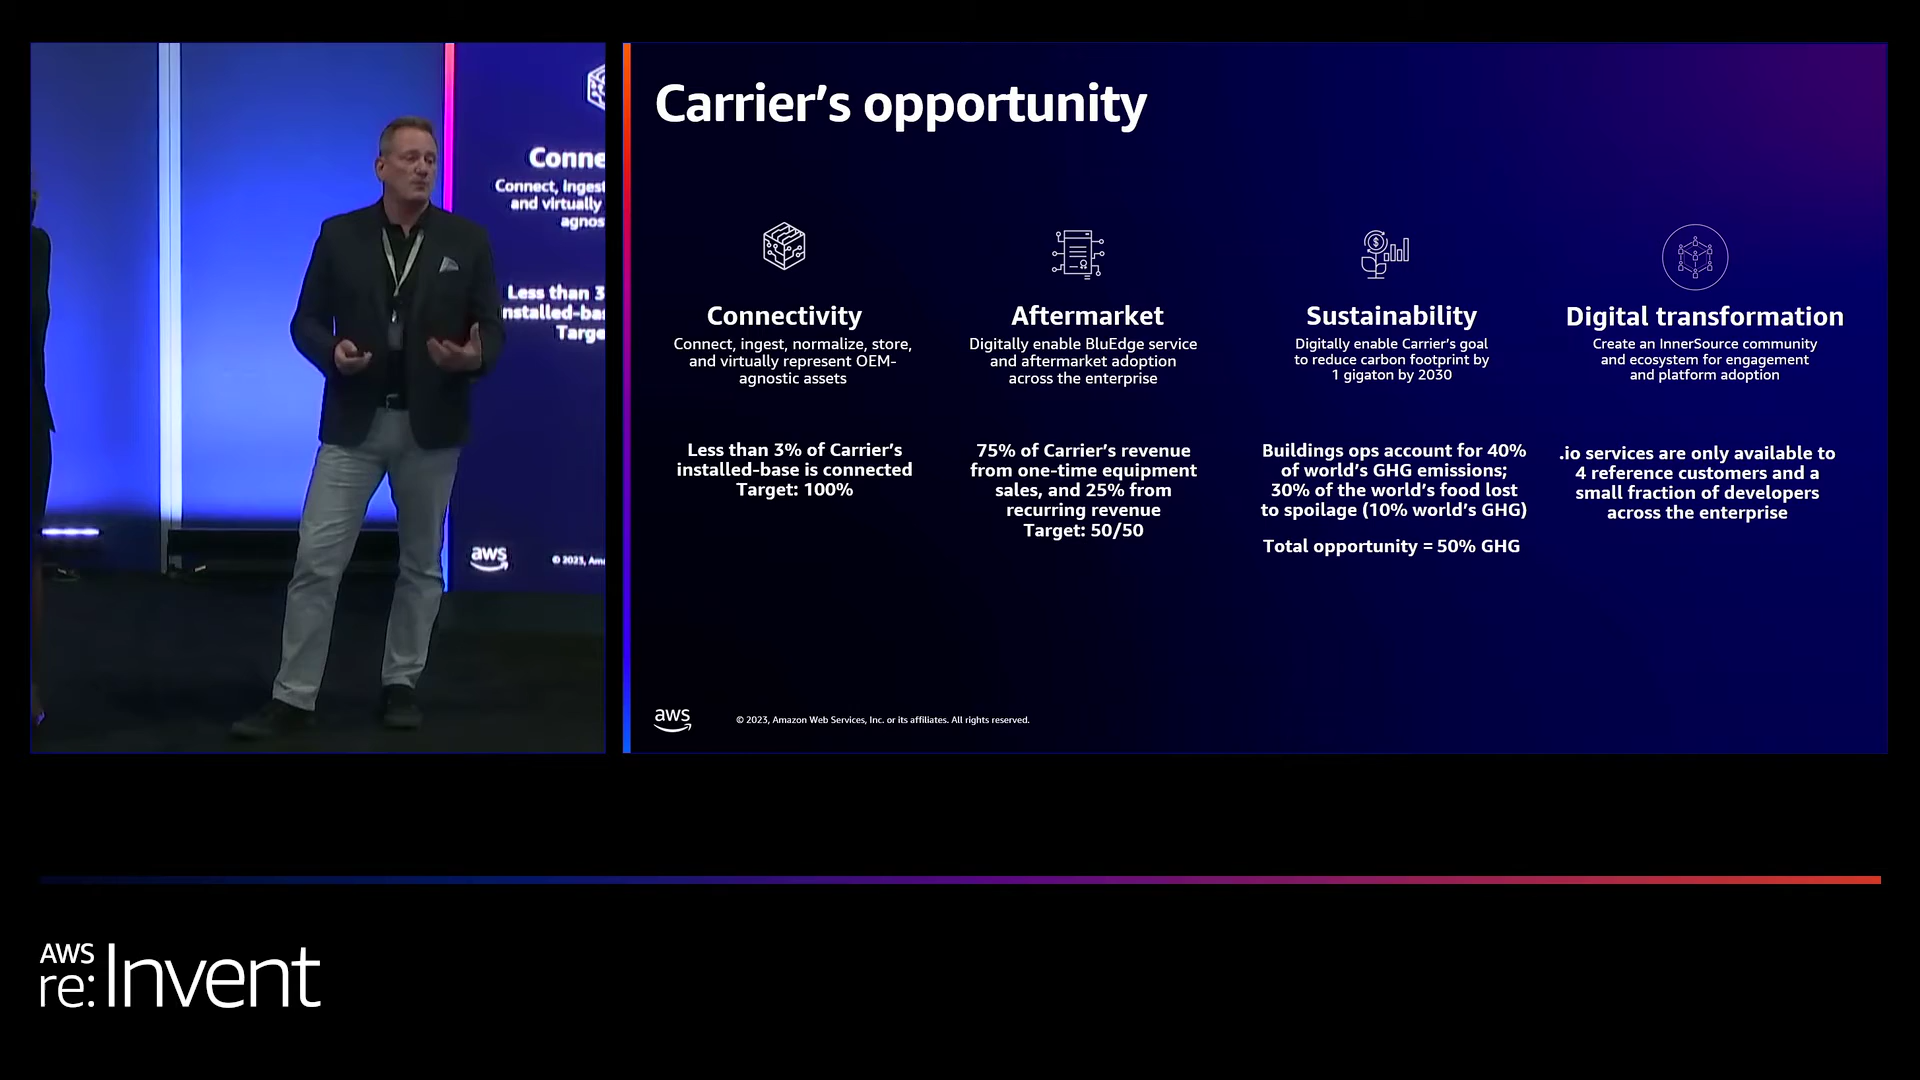 Conne
Connect, ingest
and virtually
agnos
Less than 3
nstalled-bas
Targe
aws
© 2023, Am
Carrier's opportunity
Connectivity
Connect, ingest, normalize, store,
and virtually represent OEM-
agnostic assets
Less than 3% of Carrier's
installed-base is connected
Target: 100%
Aftermarket
Digitally enable BluEdge service
and aftermarket adoption
across the enterprise
75% of Carrier's revenue
from one-time equipment
sales, and 25% from
recurring revenue
Target: 50/50
Sustainability
Digitally enable Carrier's goal
to reduce carbon footprint by
1 gigaton by 2030
Buildings ops account for 40%
of world's GHG emissions;
30% of the world's food lost
to spoilage (10% world's GHG)
Total opportunity = 50% GHG
Digital transformation
Create an InnerSource community
and ecosystem for engagement
and platform adoption
.io services are only available to
4 reference customers and a
small fraction of developers
across the enterprise
aws
© 2023, Amazon Web Services, Inc. or its affiliates. All rights reserved.
AWS
re:Invent